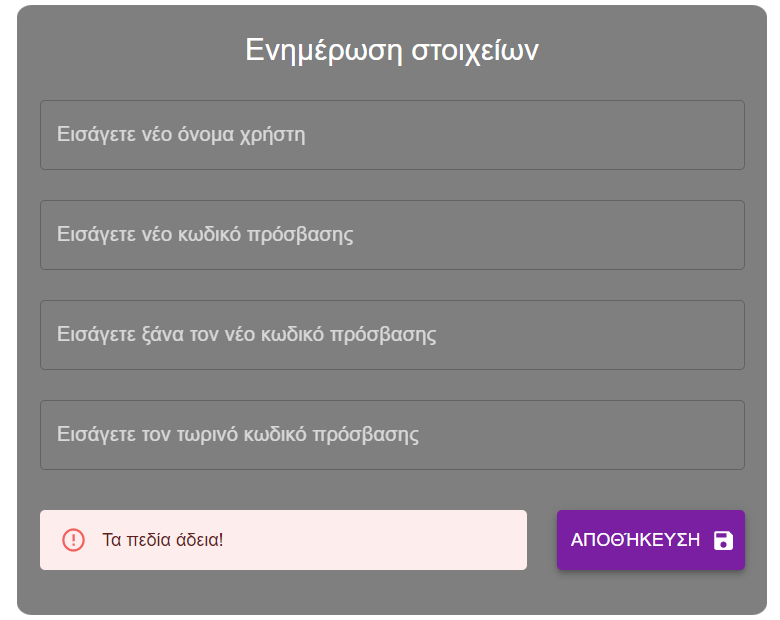 Ενημέρωση στοιχείων
Εισάγετε νέο όνομα χρήστη
Εισάγετε νέο κωδικό πρόσβασης
Εισάγετε ξάνα τον νέο κωδικό πρόσβασης
Εισάγετε τον τωρινό κωδικό πρόσβασης
Τα πεδία άδεια!
ΑΠΟΘΉΚΕΥΣΗ